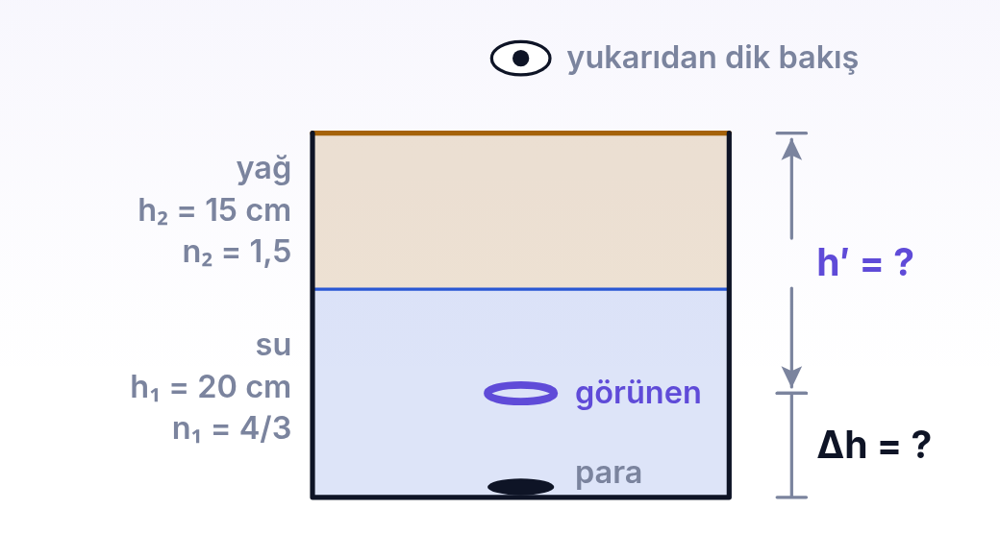 yukarıdan dik bakış
yağ
h₂ = 15 cm
n₂ = 1,5
h′ = ?
su
h₁ = 20 cm
n₁ = 4/3
görünen
para
Δh = ?